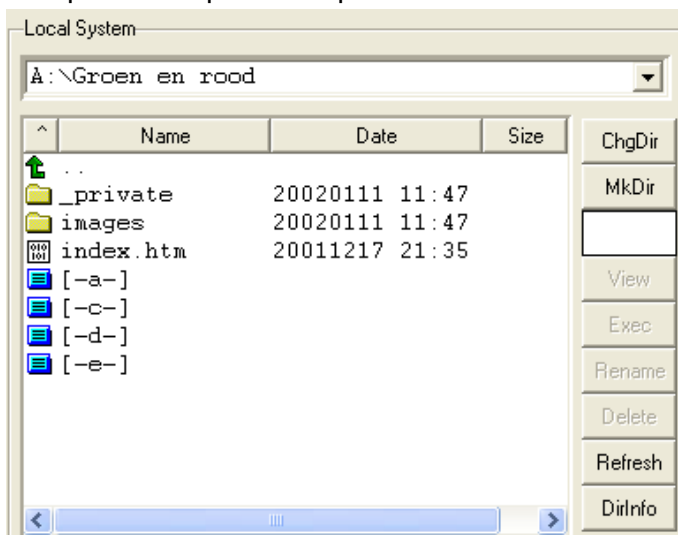 Local System
A:\Groen en rood
^ Name Date Size
ChgDir
..
_private 20020111 11:47
MkDir
images 20020111 11:47
index.htm 20011217 21:35
[-a-]
View
[-c-]
[-d-]
Exec
[-e-]
Rename
Delete
Refresh
DirInfo